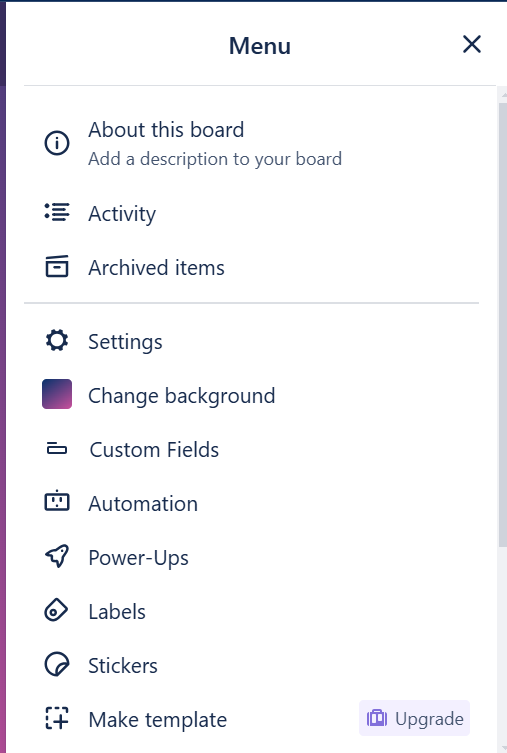 Menu
About this board
Add a description to your board
Activity
Archived items
Settings
Change background
Custom Fields
Automation
Power-Ups
Labels
Stickers
Make template
Upgrade